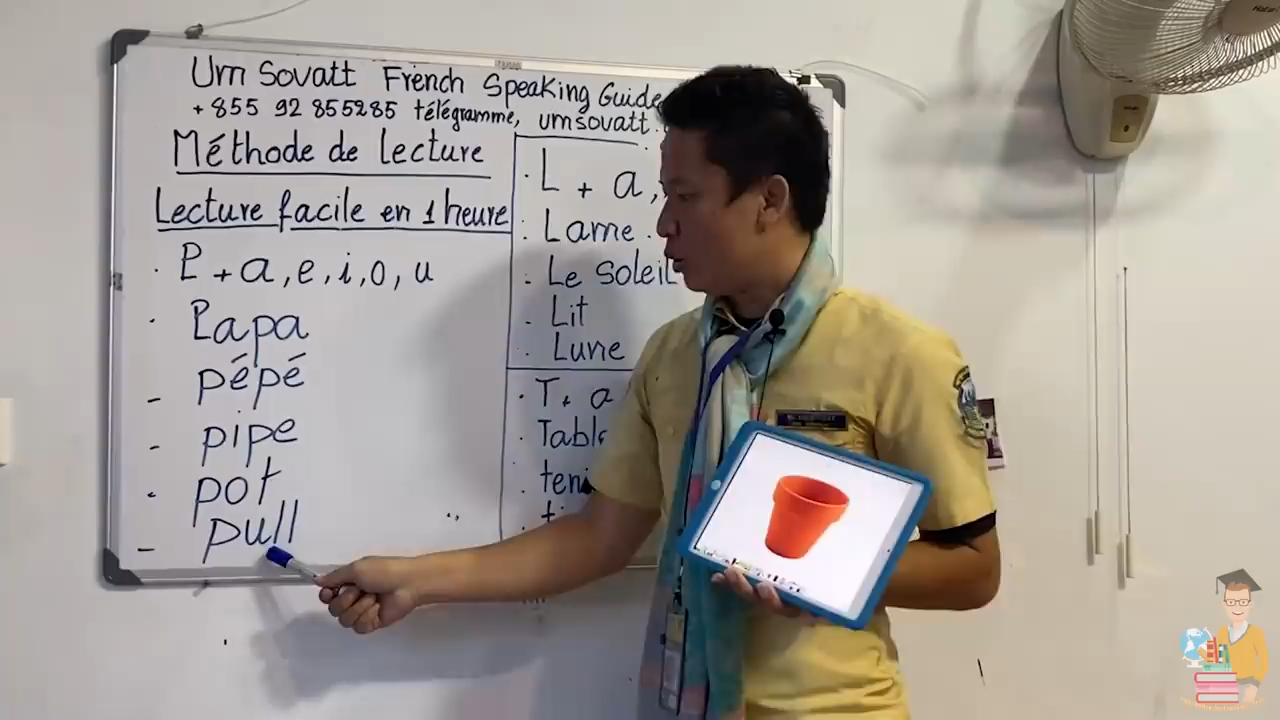 Um Sovatt French Speaking Guide
+855 92 855285 télégramme, umsovatt.
Méthode de lecture
Lecture facile en 1 heure
. P + a, e, i, o, u
. Papa
- pépé
- pipe
. pot
- pull
. L + a,
. Lame
. Le Soleil
. Lit
. Lune
. T + a
. Tabl
. teni